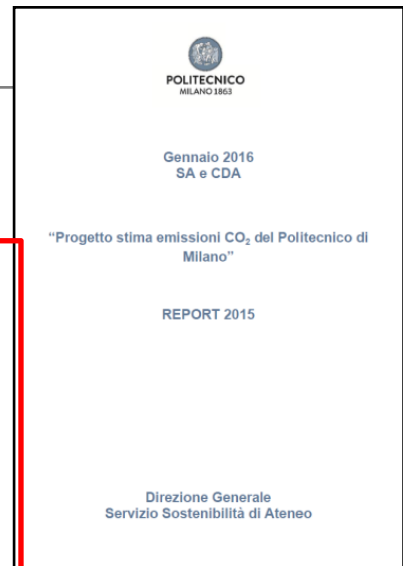 POLITECNICO
MILANO 1863
Gennaio 2016
SA e CDA
“Progetto stima emissioni CO₂ del Politecnico di
Milano”
REPORT 2015
Direzione Generale
Servizio Sostenibilità di Ateneo